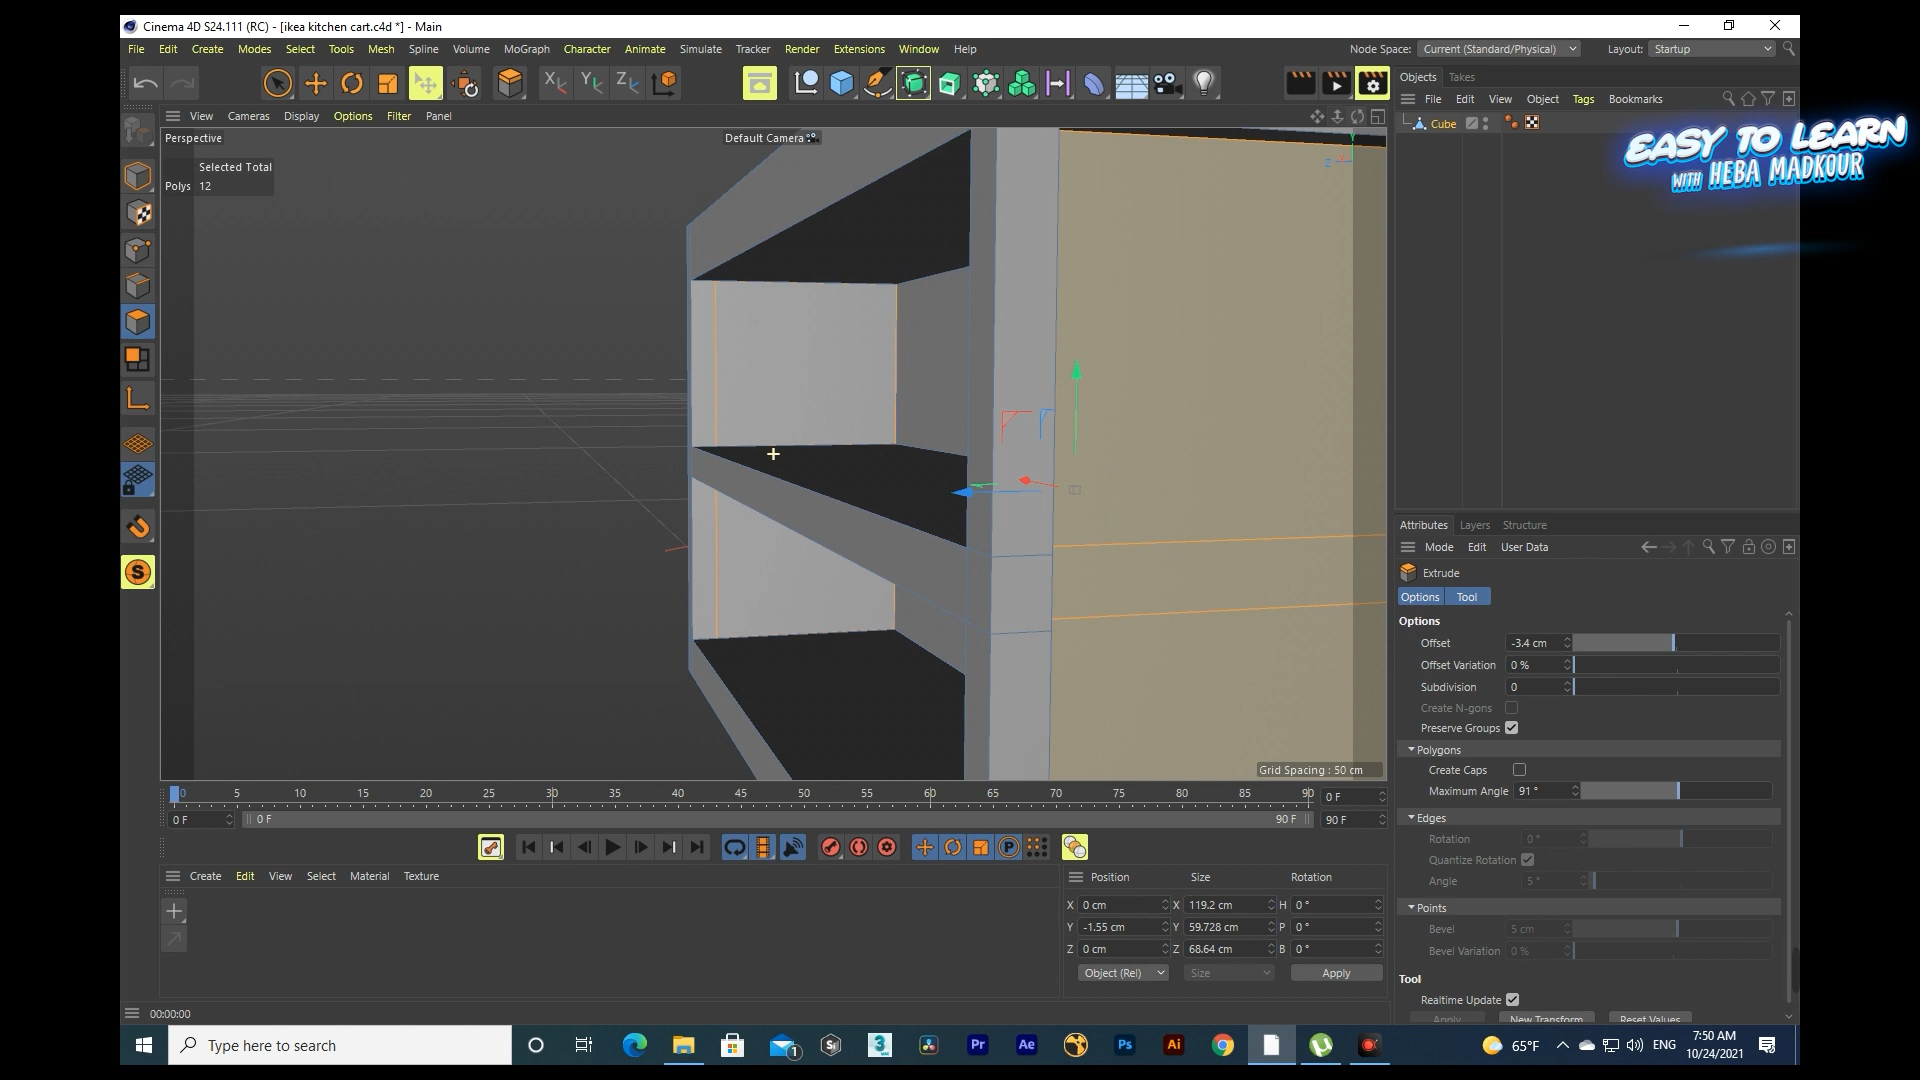 Cinema 4D S24.111 (RC) - [ikea kitchen cart.c4d *] - Main
File Edit Create Modes Select Tools Mesh Spline Volume MoGraph Character Animate Simulate Tracker Render Extensions Window Help
Node Space: Current (Standard/Physical) Layout: Startup
Objects Takes
File Edit View Object Tags Bookmarks
View Cameras Display Options Filter Panel
Cube
EASY TO LEARN
WITH HEBA MADKOUR
Perspective
Default Camera
Selected Total
Polys 12
Grid Spacing : 50 cm
Attributes Layers Structure
Mode Edit User Data
Extrude
Options Tool
Options
Offset -3.4 cm
Offset Variation 0 %
Subdivision 0
Create N-gons
Preserve Groups
Polygons
Create Caps
Maximum Angle 91 °
Edges
Rotation 0 °
Quantize Rotation
Angle 5 °
Points
Bevel 5 cm
Bevel Variation 0 %
Tool
Realtime Update
Apply New Transform Reset Values
0 5 10 15 20 25 30 35 40 45 50 55 60 65 70 75 80 85 90 0 F
0 F 0 F 90 F 90 F
Create Edit View Select Material Texture
Position Size Rotation
X 0 cm X 119.2 cm H 0 °
Y -1.55 cm Y 59.728 cm P 0 °
Z 0 cm Z 68.64 cm B 0 °
Object (Rel) Size Apply
00:00:00
Type here to search
65°F ENG 7:50 AM
10/24/2021